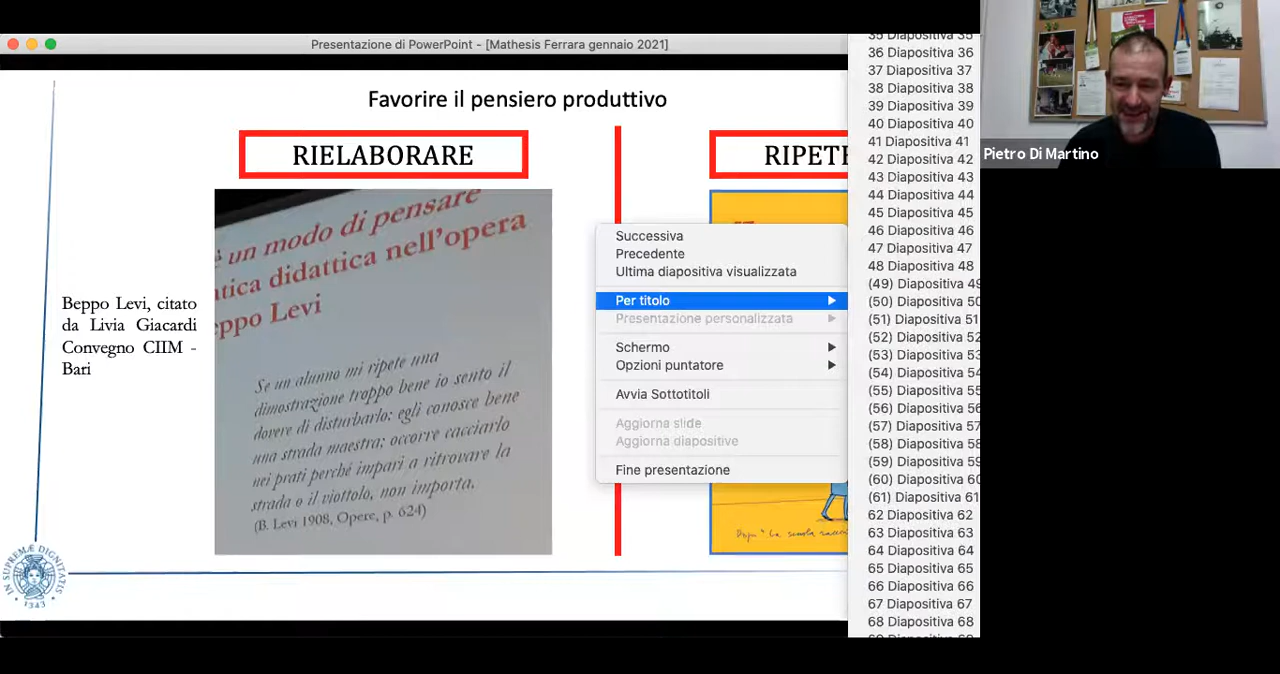 Presentazione di PowerPoint - [Mathesis Ferrara gennaio 2021]
Favorire il pensiero produttivo
RIELABORARE
RIPETE
Beppo Levi, citato
da Livia Giacardi
Convegno CIIM -
Bari
è un modo di pensare
atica didattica nell'opera
eppo Levi
Se un alunno mi ripete una
dimostrazione troppo bene io sento il
dovere di disturbarlo: egli conosce bene
una strada maestra; occorre cacciarlo
nei prati perché impari a ritrovare la
strada o il viottolo, non importa.
(B. Levi 1908, Opere, p. 624)
Successiva
Precedente
Ultima diapositiva visualizzata
Per titolo
Presentazione personalizzata
Schermo
Opzioni puntatore
Avvia Sottotitoli
Aggiorna slide
Aggiorna diapositive
Fine presentazione
35 Diapositiva 35
36 Diapositiva 36
37 Diapositiva 37
38 Diapositiva 38
39 Diapositiva 39
40 Diapositiva 40
41 Diapositiva 41
42 Diapositiva 42
43 Diapositiva 43
44 Diapositiva 44
45 Diapositiva 45
46 Diapositiva 46
47 Diapositiva 47
48 Diapositiva 48
(49) Diapositiva 49
(50) Diapositiva 50
(51) Diapositiva 51
(52) Diapositiva 52
(53) Diapositiva 53
(54) Diapositiva 54
(55) Diapositiva 55
(56) Diapositiva 56
(57) Diapositiva 57
(58) Diapositiva 58
(59) Diapositiva 59
(60) Diapositiva 60
(61) Diapositiva 61
62 Diapositiva 62
63 Diapositiva 63
64 Diapositiva 64
65 Diapositiva 65
66 Diapositiva 66
67 Diapositiva 67
68 Diapositiva 68
Pietro Di Martino
IN SUPREMÆ DIGNITATIS
1343